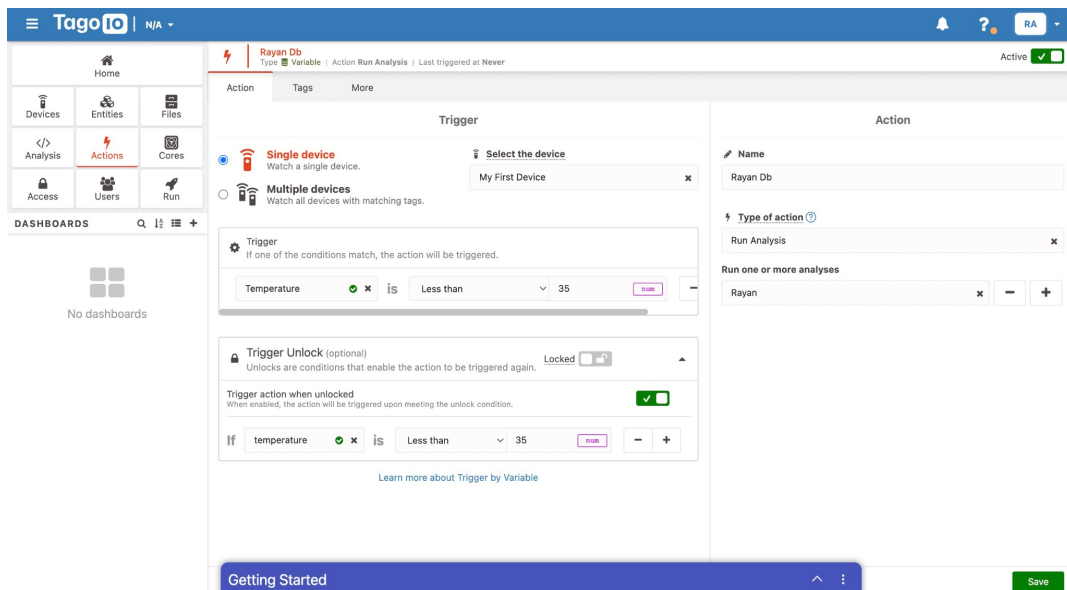 Tago IO | N/A
?
RA
Home
Devices
Entities
Files
</>
Analysis
Actions
Cores
Access
Users
Run
DASHBOARDS
No dashboards
Rayan Db
Type Variable | Action Run Analysis | Last triggered at Never
Active
Action
Tags
More
Trigger
Single device
Watch a single device.
Multiple devices
Watch all devices with matching tags.
Select the device
My First Device
Trigger
If one of the conditions match, the action will be triggered.
Temperature is Less than 35 num
Trigger Unlock (optional)
Unlocks are conditions that enable the action to be triggered again.
Locked
Trigger action when unlocked
When enabled, the action will be triggered upon meeting the unlock condition.
If temperature is Less than 35 num
Learn more about Trigger by Variable
Action
Name
Rayan Db
Type of action ?
Run Analysis
Run one or more analyses
Rayan
Getting Started
Save